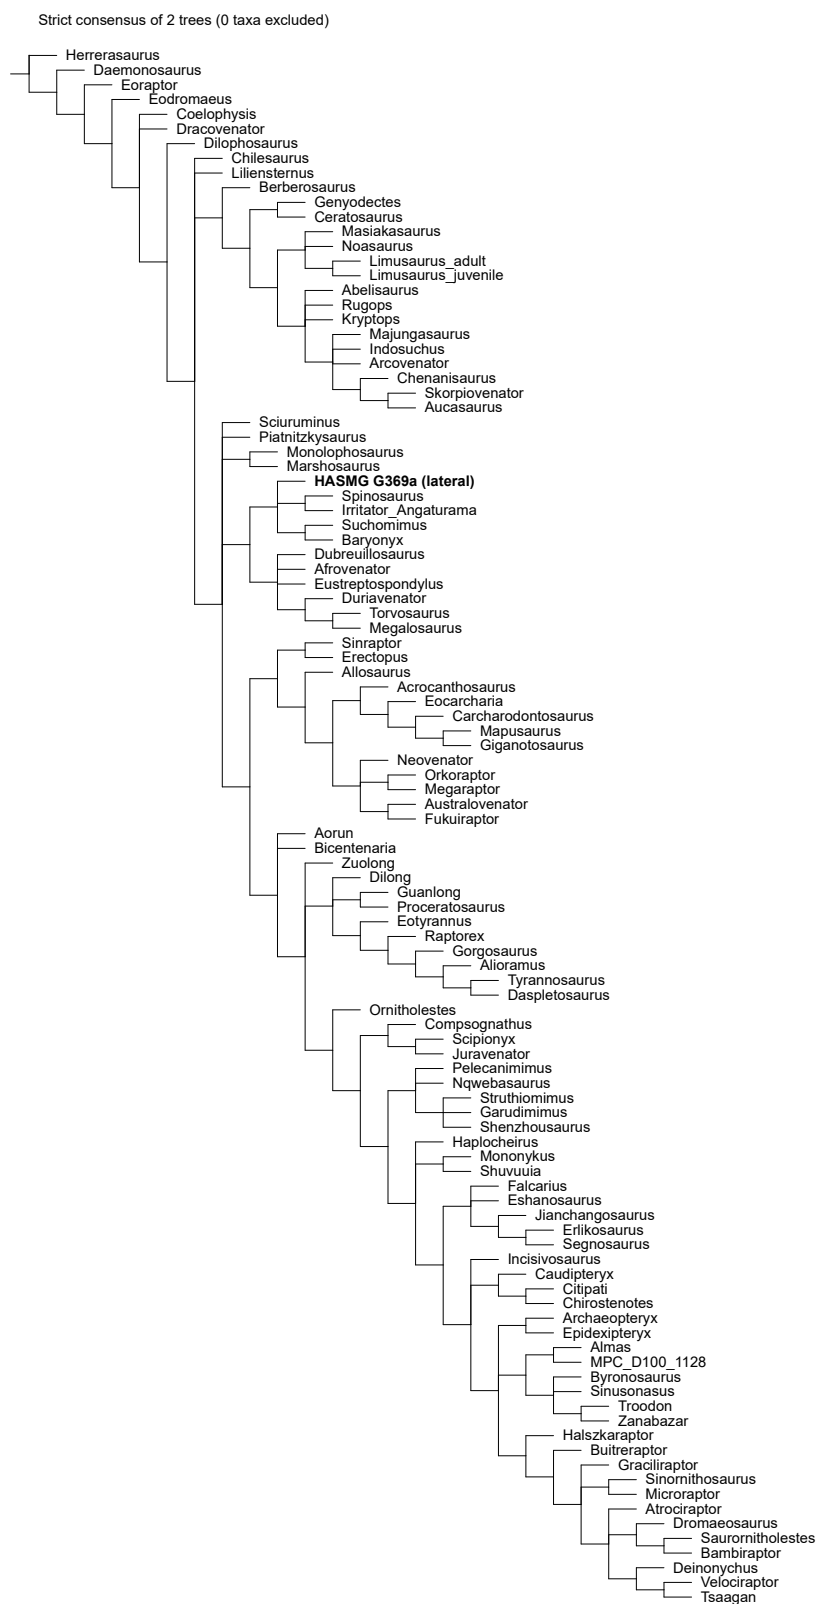 Strict consensus of 2 trees (0 taxa excluded)
Herrerasaurus
Daemonosaurus
Eoraptor
Eodromaeus
Coelophysis
Dracovenator
Dilophosaurus
Chilesaurus
Liliensternus
Berberosaurus
Genyodectes
Ceratosaurus
Masiakasaurus
Noasaurus
Limusaurus_adult
Limusaurus_juvenile
Abelisaurus
Rugops
Kryptops
Majungasaurus
Indosuchus
Arcovenator
Chenanisaurus
Skorpiovenator
Aucasaurus
Sciuruminus
Piatnitzkysaurus
Monolophosaurus
Marshosaurus
HASMG G369a (lateral)
Spinosaurus
Irritator_Angaturama
Suchomimus
Baryonyx
Dubreuillosaurus
Afrovenator
Eustreptospondylus
Duriavenator
Torvosaurus
Megalosaurus
Sinraptor
Erectopus
Allosaurus
Acrocanthosaurus
Eocarcharia
Carcharodontosaurus
Mapusaurus
Giganotosaurus
Neovenator
Orkoraptor
Megaraptor
Australovenator
Fukuiraptor
Aorun
Bicentenaria
Zuolong
Dilong
Guanlong
Proceratosaurus
Eotyrannus
Raptorex
Gorgosaurus
Alioramus
Tyrannosaurus
Daspletosaurus
Ornitholestes
Compsognathus
Scipionyx
Juravenator
Pelecanimimus
Nqwebasaurus
Struthiomimus
Garudimimus
Shenzhousaurus
Haplocheirus
Mononykus
Shuvuuia
Falcarius
Eshanosaurus
Jianchangosaurus
Erlikosaurus
Segnosaurus
Incisivosaurus
Caudipteryx
Citipati
Chirostenotes
Archaeopteryx
Epidexipteryx
Almas
MPC_D100_1128
Byronosaurus
Sinusonasus
Troodon
Zanabazar
Halszkaraptor
Buitreraptor
Graciliraptor
Sinornithosaurus
Microraptor
Atrociraptor
Dromaeosaurus
Saurornitholestes
Bambiraptor
Deinonychus
Velociraptor
Tsaagan